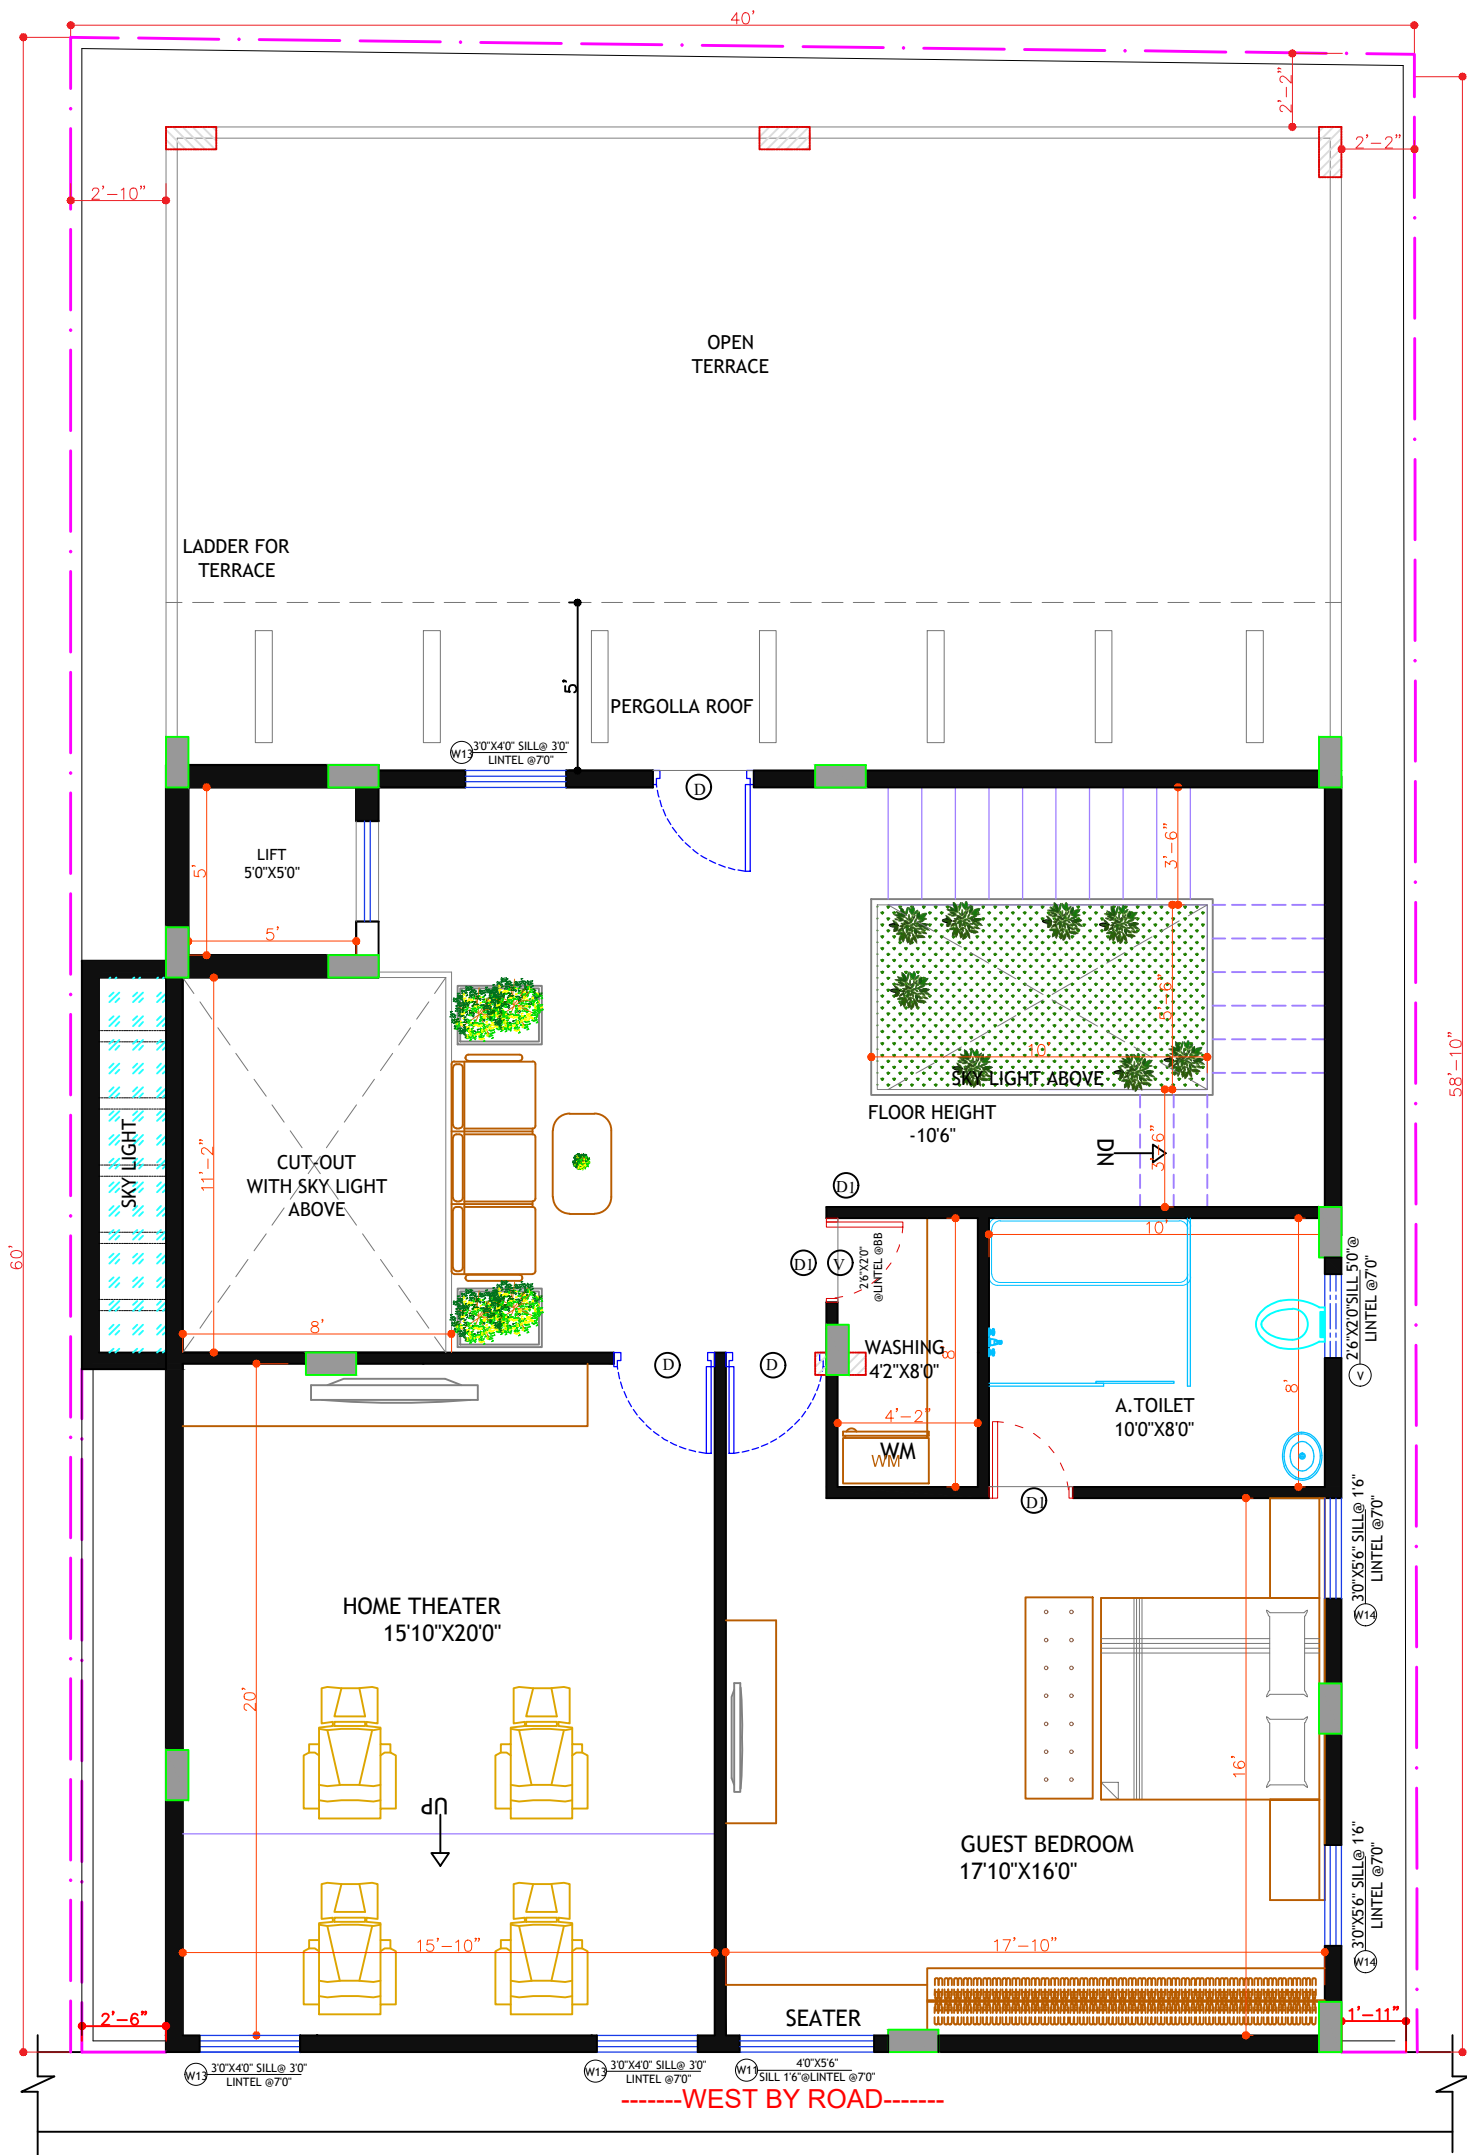 40'
2'-2"
2'-2"
2'-10"
OPEN
TERRACE
LADDER FOR
TERRACE
5'
PERGOLLA ROOF
W13
3'0"X4'0" SILL@ 3'0"
LINTEL @7'0"
D
LIFT
5'0"X5'0"
5'
5'
3'-6"
5'-6"
10'
SKY LIGHT ABOVE
FLOOR HEIGHT
-10'6"
3'-6"
DN
58'-10"
60'
SKY LIGHT
11'-2"
CUT-OUT
WITH SKY LIGHT
ABOVE
8'
D1
D1
V
2'6"X2'0"
@LINTEL @BB
10'
2'6"X2'0"SILL 5'0"@
LINTEL @7'0"
V
D
D
WASHING
4'2"X8'0"
8'
4'-2"
WM
WM
A.TOILET
10'0"X8'0"
8'
D1
3'0"X5'6" SILL@ 1'6"
LINTEL @7'0"
W14
HOME THEATER
15'10"X20'0"
20'
UP
16'
GUEST BEDROOM
17'10"X16'0"
3'0"X5'6" SILL@ 1'6"
LINTEL @7'0"
W14
15'-10"
17'-10"
2'-6"
SEATER
1'-11"
W13
3'0"X4'0" SILL@ 3'0"
LINTEL @7'0"
W13
3'0"X4'0" SILL@ 3'0"
LINTEL @7'0"
W11
4'0"X5'6"
SILL 1'6"@LINTEL @7'0"
-------WEST BY ROAD-------